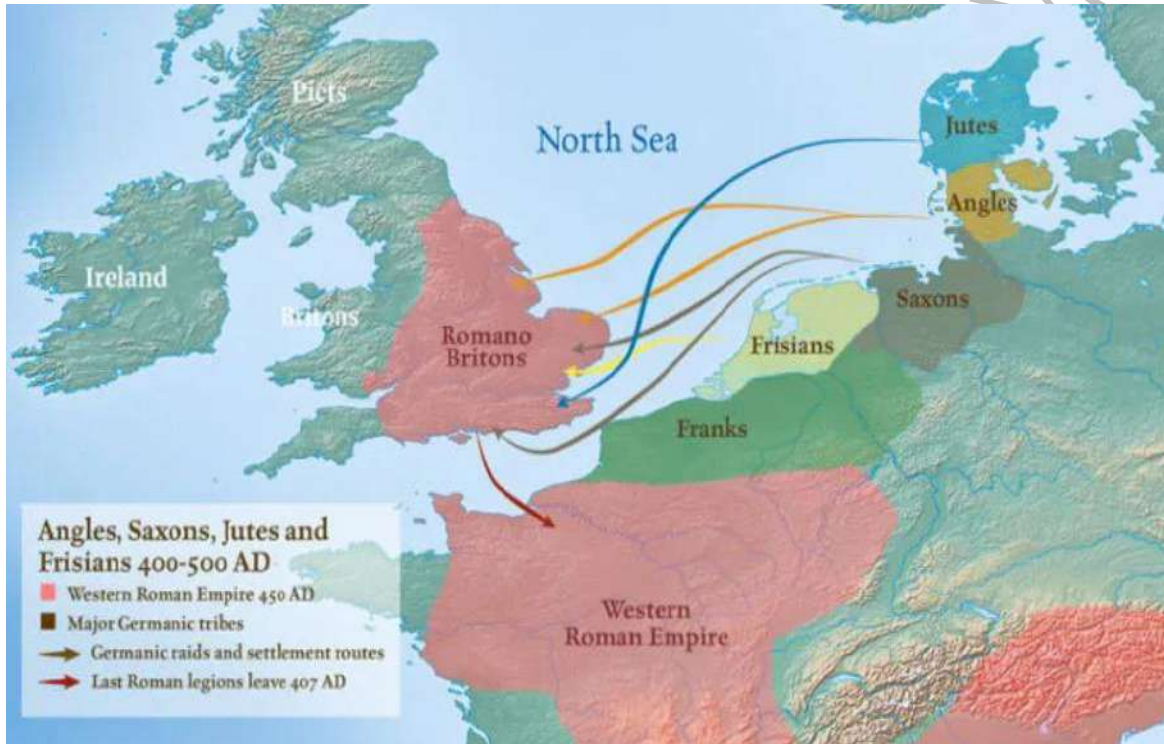 Picts
North Sea
Jutes
Angles
Ireland
Britons
Romano
Britons
Saxons
Frisians
Franks
Western
Roman Empire
Angles, Saxons, Jutes and
Frisians 400-500 AD
Western Roman Empire 450 AD
Major Germanic tribes
Germanic raids and settlement routes
Last Roman legions leave 407 AD